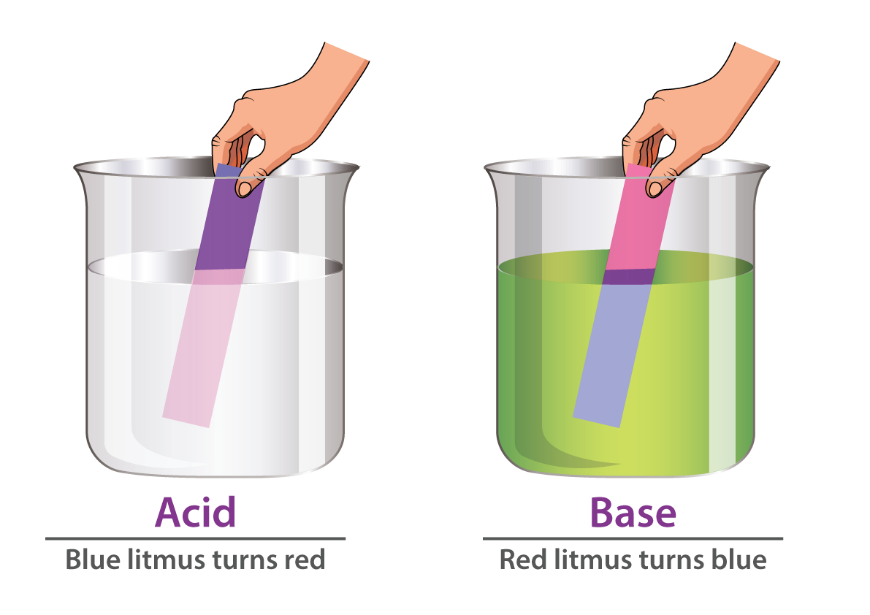 Acid
Blue litmus turns red
Base
Red litmus turns blue